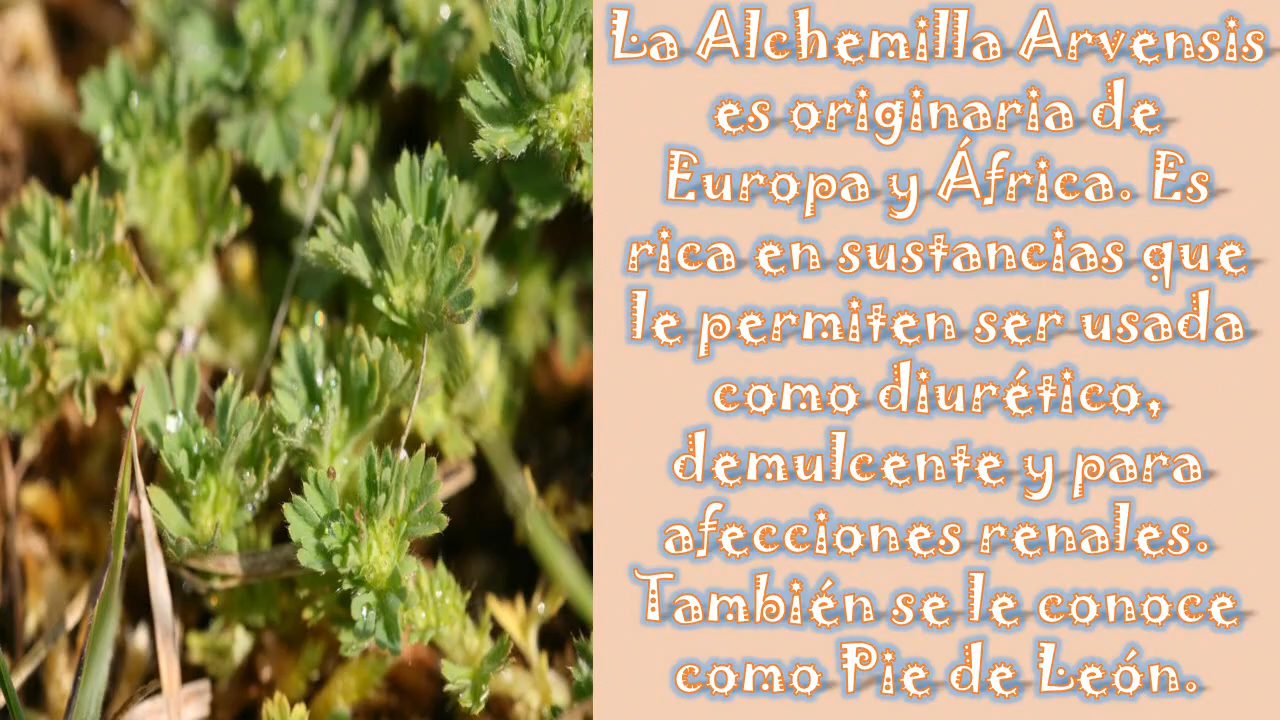 La Alchemilla Arvensis
es originaria de
Europa y África. Es
rica en sustancias que
le permiten ser usada
como diurético,
demulcente y para
afecciones renales.
También se le conoce
como Pie de León.